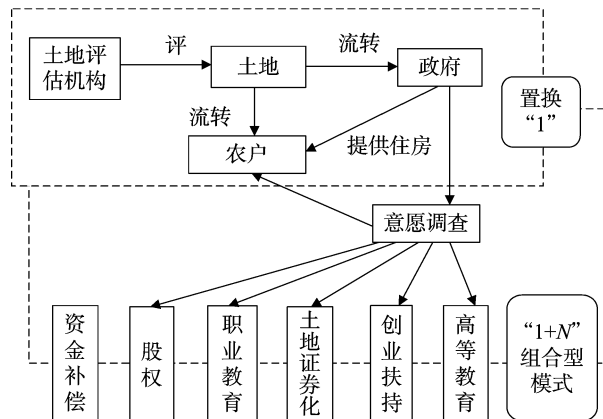 评
流转
土地评
估机构
土地
政府
置换
“1”
流转
农户
提供住房
意愿调查
资金补偿
股权
职业教育
土地证券化
创业扶持
高等教育
“1+N”
组合型
模式